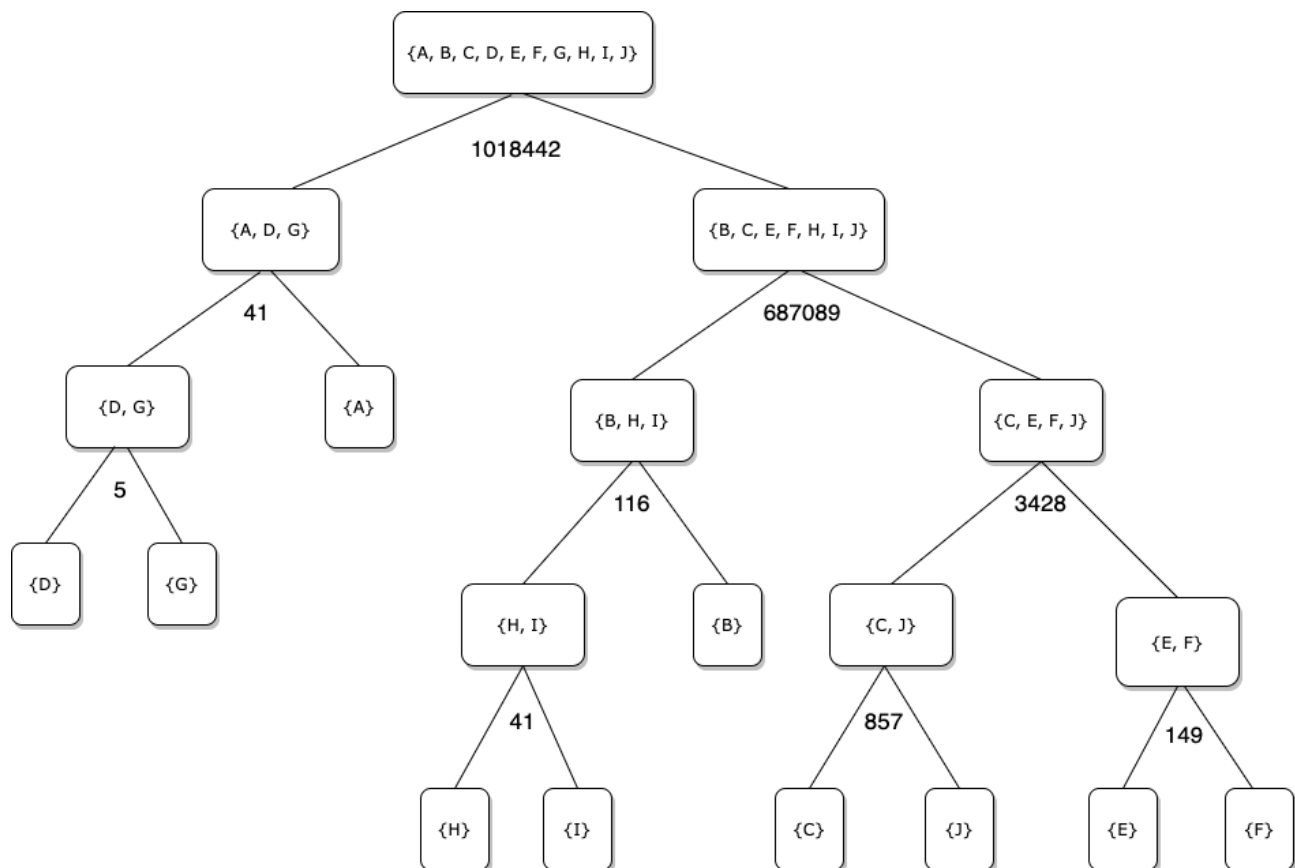 {A, B, C, D, E, F, G, H, I, J}
1018442
{A, D, G}
{B, C, E, F, H, I, J}
41
687089
{D, G}
{A}
{B, H, I}
{C, E, F, J}
5
116
3428
{D}
{G}
{H, I}
{B}
{C, J}
{E, F}
41
857
149
{H}
{I}
{C}
{J}
{E}
{F}